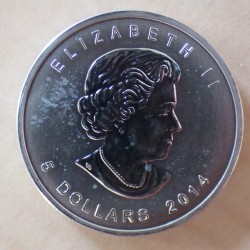 ELIZABETH II
5 DOLLARS 2014